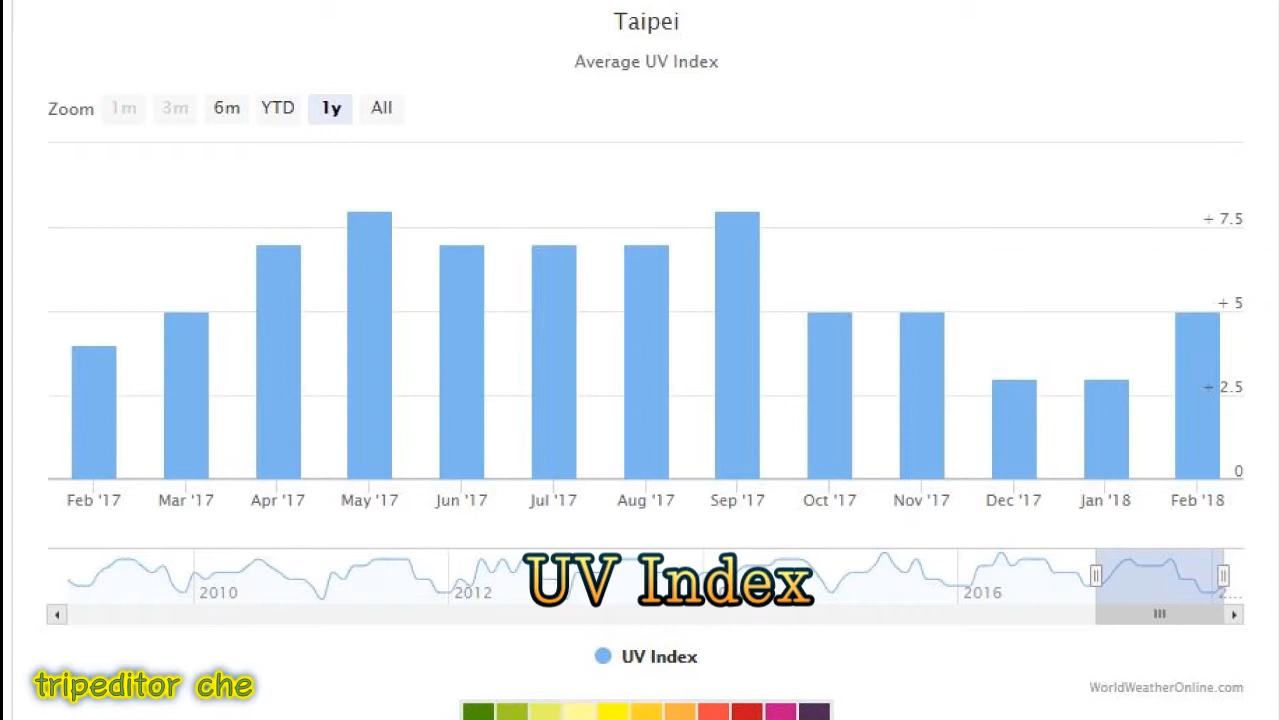 Taipei
Average UV Index
Zoom 1m 3m 6m YTD 1y All
+ 7.5
+ 5
+ 2.5
0
Feb '17 Mar '17 Apr '17 May '17 Jun '17 Jul '17 Aug '17 Sep '17 Oct '17 Nov '17 Dec '17 Jan '18 Feb '18
2010 2012 2016 2...
UV Index
UV Index
tripeditor che
WorldWeatherOnline.com